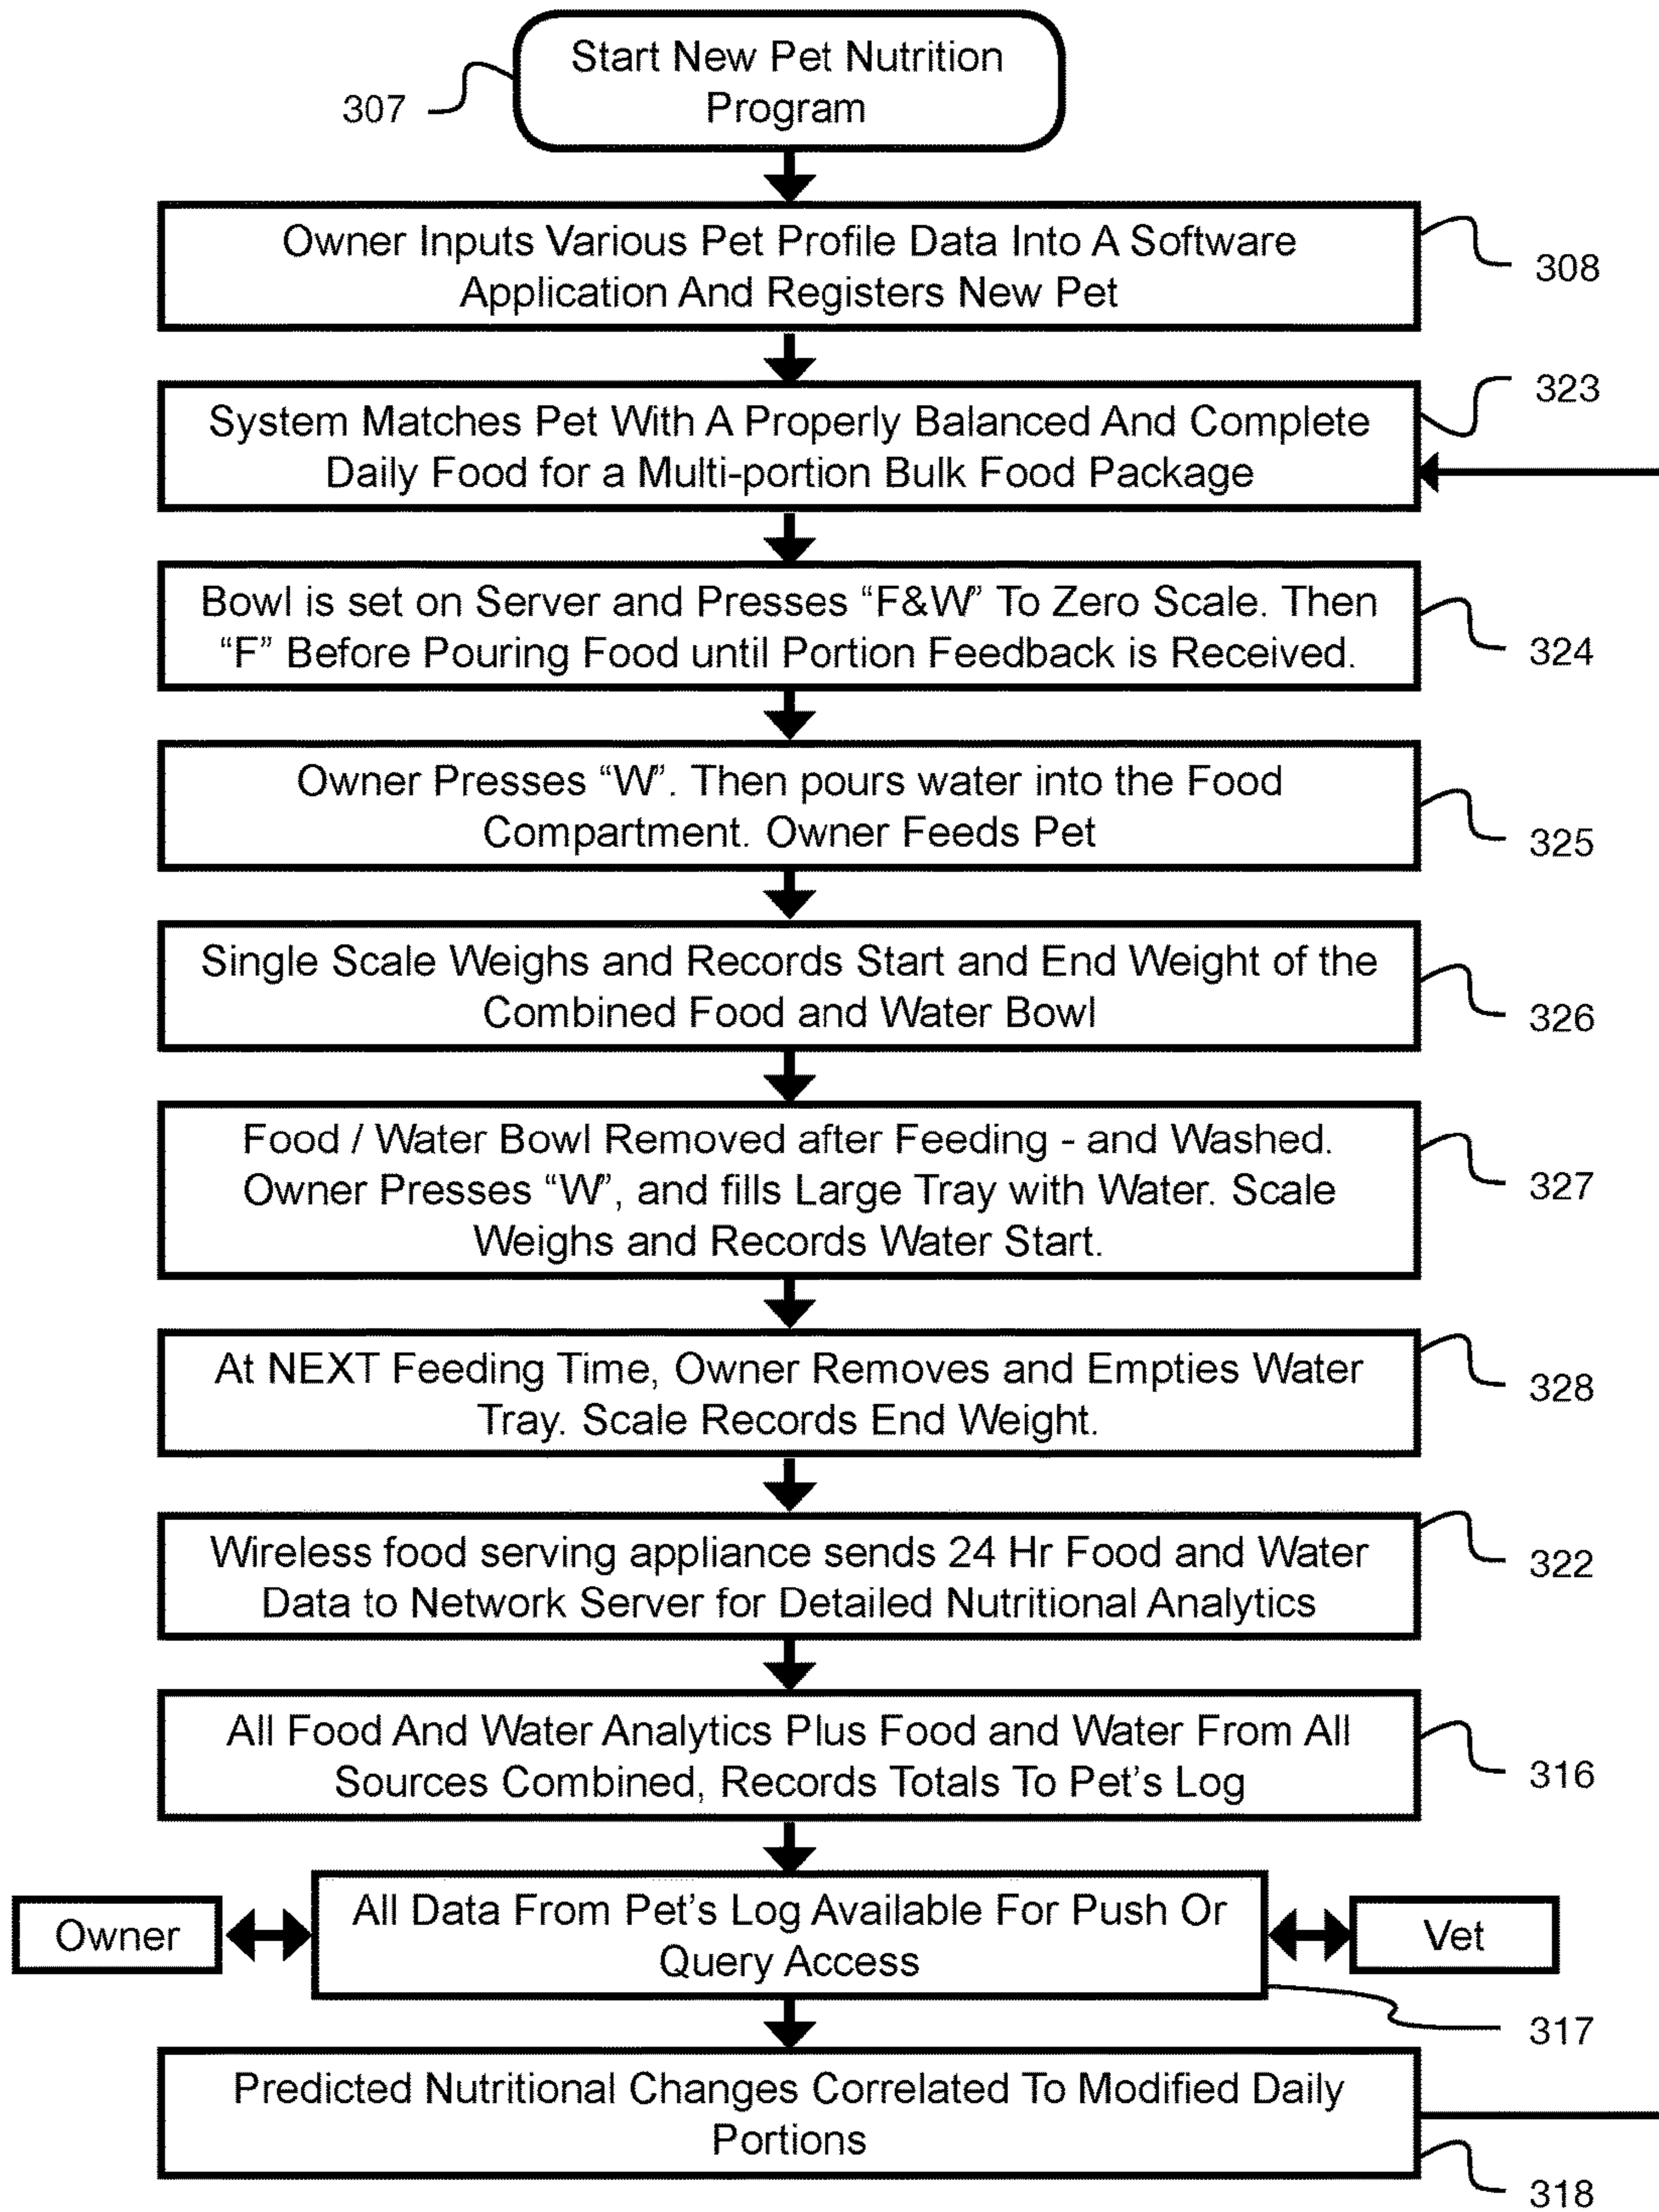 Start New Pet Nutrition
Program
307
Owner Inputs Various Pet Profile Data Into A Software
Application And Registers New Pet
308
System Matches Pet With A Properly Balanced And Complete
Daily Food for a Multi-portion Bulk Food Package
323
Bowl is set on Server and Presses “F&W” To Zero Scale. Then
“F” Before Pouring Food until Portion Feedback is Received.
324
Owner Presses “W”. Then pours water into the Food
Compartment. Owner Feeds Pet
325
Single Scale Weighs and Records Start and End Weight of the
Combined Food and Water Bowl
326
Food / Water Bowl Removed after Feeding - and Washed.
Owner Presses “W”, and fills Large Tray with Water. Scale
Weighs and Records Water Start.
327
At NEXT Feeding Time, Owner Removes and Empties Water
Tray. Scale Records End Weight.
328
Wireless food serving appliance sends 24 Hr Food and Water
Data to Network Server for Detailed Nutritional Analytics
322
All Food And Water Analytics Plus Food and Water From All
Sources Combined, Records Totals To Pet’s Log
316
Owner
All Data From Pet’s Log Available For Push Or
Query Access
Vet
317
Predicted Nutritional Changes Correlated To Modified Daily
Portions
318